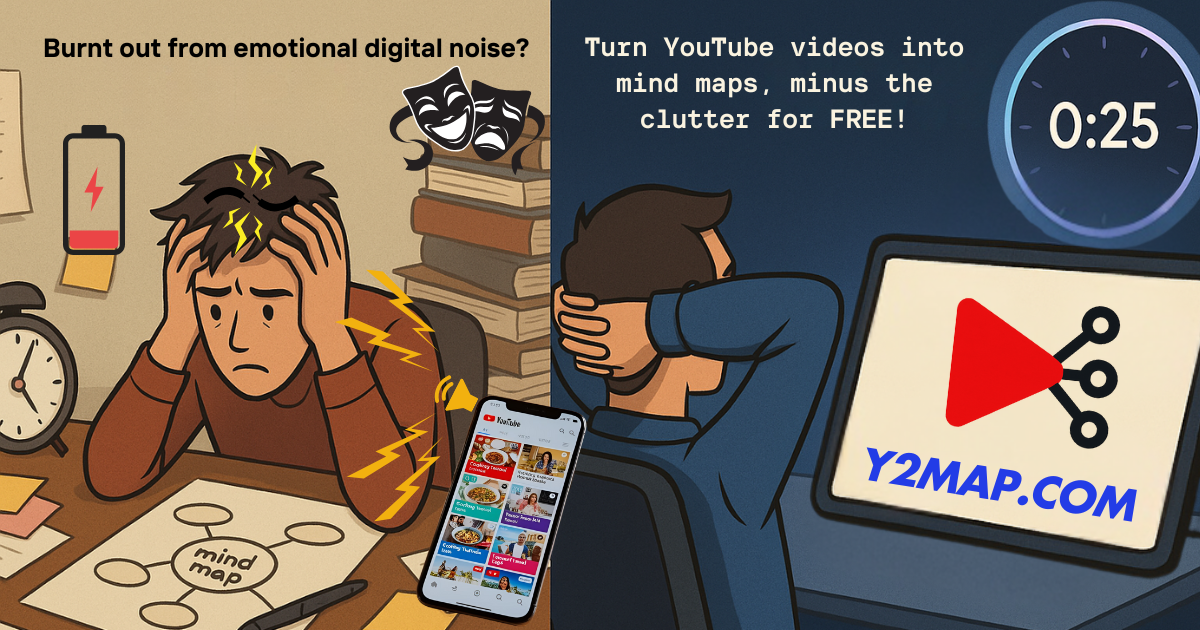 Burnt out from emotional digital noise?
Turn YouTube videos into
mind maps, minus the
clutter for FREE!
0:25
YouTube
mind
map
Y2MAP.COM